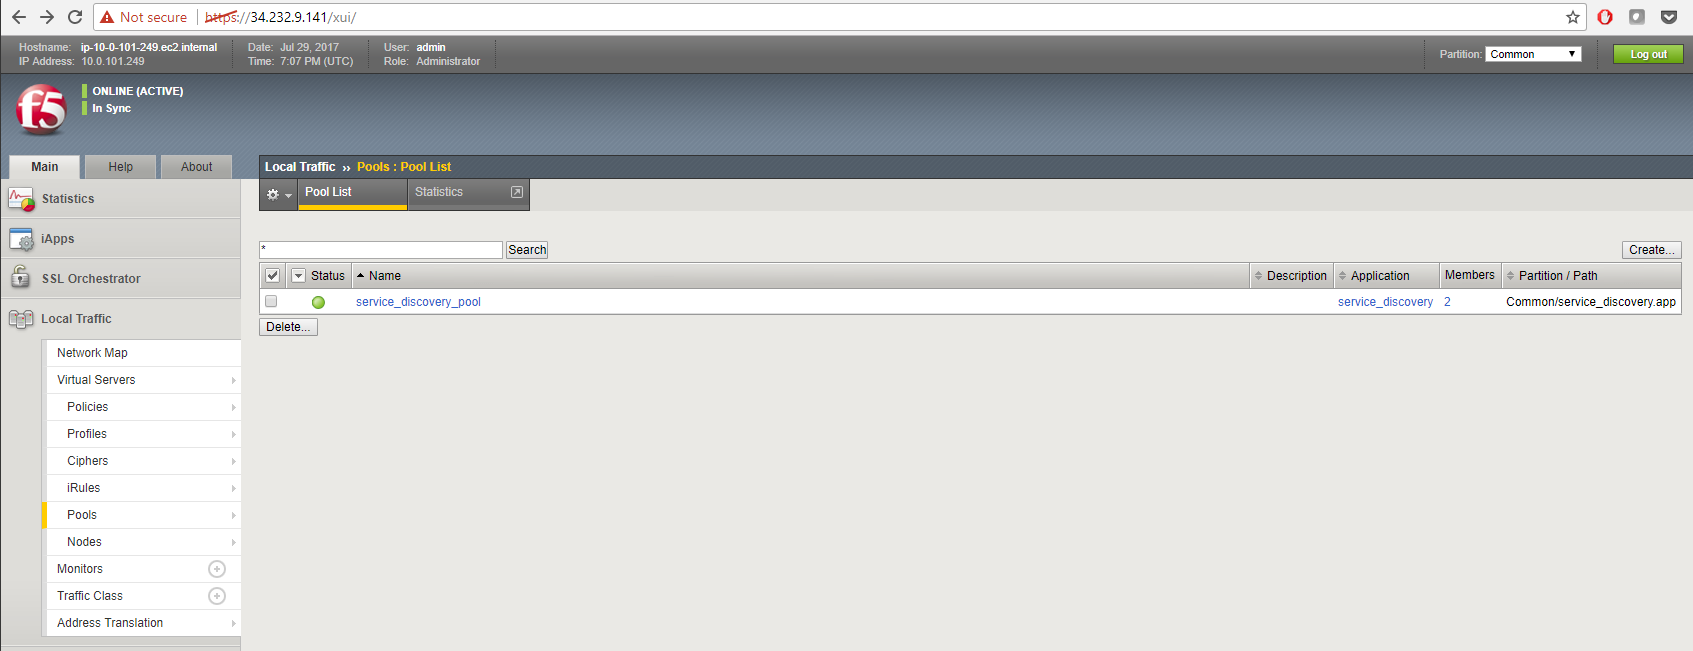 Not secure https://34.232.9.141/xui/
Hostname: ip-10-0-101-249.ec2.internal Date: Jul 29, 2017 User: admin
IP Address: 10.0.101.249 Time: 7:07 PM (UTC) Role: Administrator
Partition: Common Log out
f5
ONLINE (ACTIVE)
In Sync
Main Help About
Local Traffic ›› Pools : Pool List
Pool List Statistics
Statistics
iApps
SSL Orchestrator
Local Traffic
Network Map
Virtual Servers
Policies
Profiles
Ciphers
iRules
Pools
Nodes
Monitors
Traffic Class
Address Translation
* Search Create...
Status Name Description Application Members Partition / Path
service_discovery_pool service_discovery 2 Common/service_discovery.app
Delete...